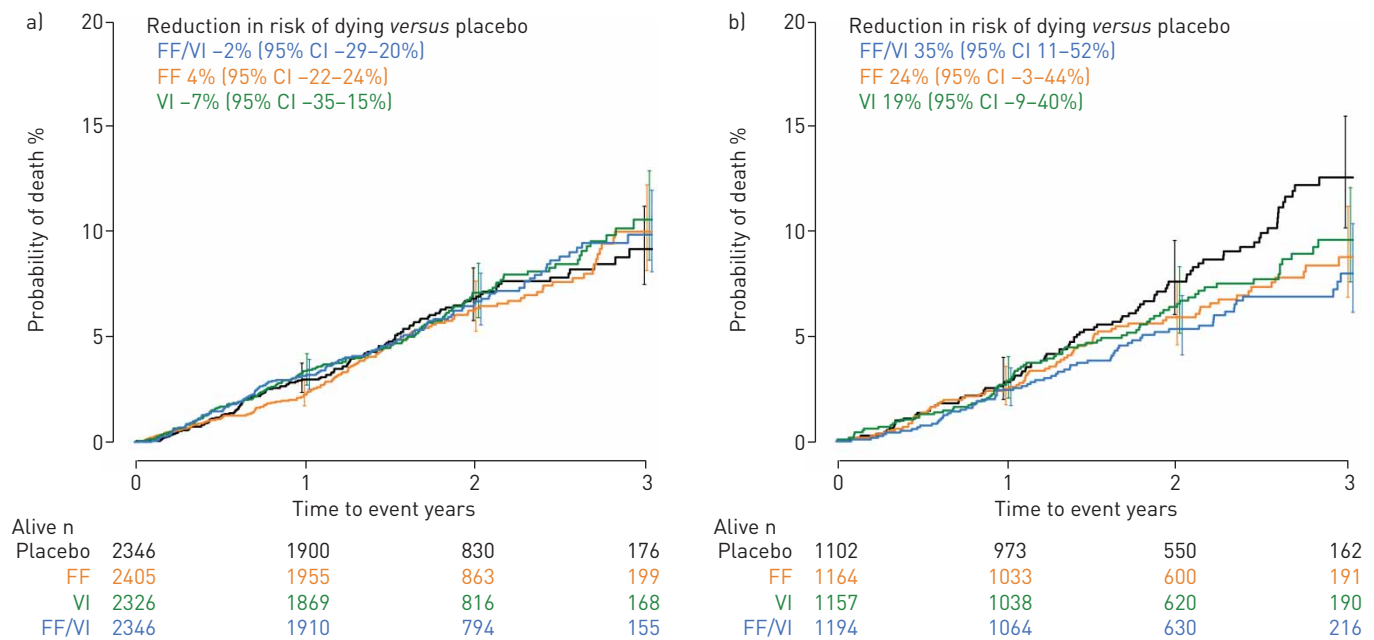 a)
Reduction in risk of dying versus placebo
FF/VI –2% (95% CI –29–20%)
FF 4% (95% CI –22–24%)
VI –7% (95% CI –35–15%)
20
15
10
5
0
Probability of death %
0 1 2 3
Time to event years
Alive n
Placebo 2346 1900 830 176
FF 2405 1955 863 199
VI 2326 1869 816 168
FF/VI 2346 1910 794 155
b)
Reduction in risk of dying versus placebo
FF/VI 35% (95% CI 11–52%)
FF 24% (95% CI –3–44%)
VI 19% (95% CI –9–40%)
20
15
10
5
0
Probability of death %
0 1 2 3
Time to event years
Alive n
Placebo 1102 973 550 162
FF 1164 1033 600 191
VI 1157 1038 620 190
FF/VI 1194 1064 630 216